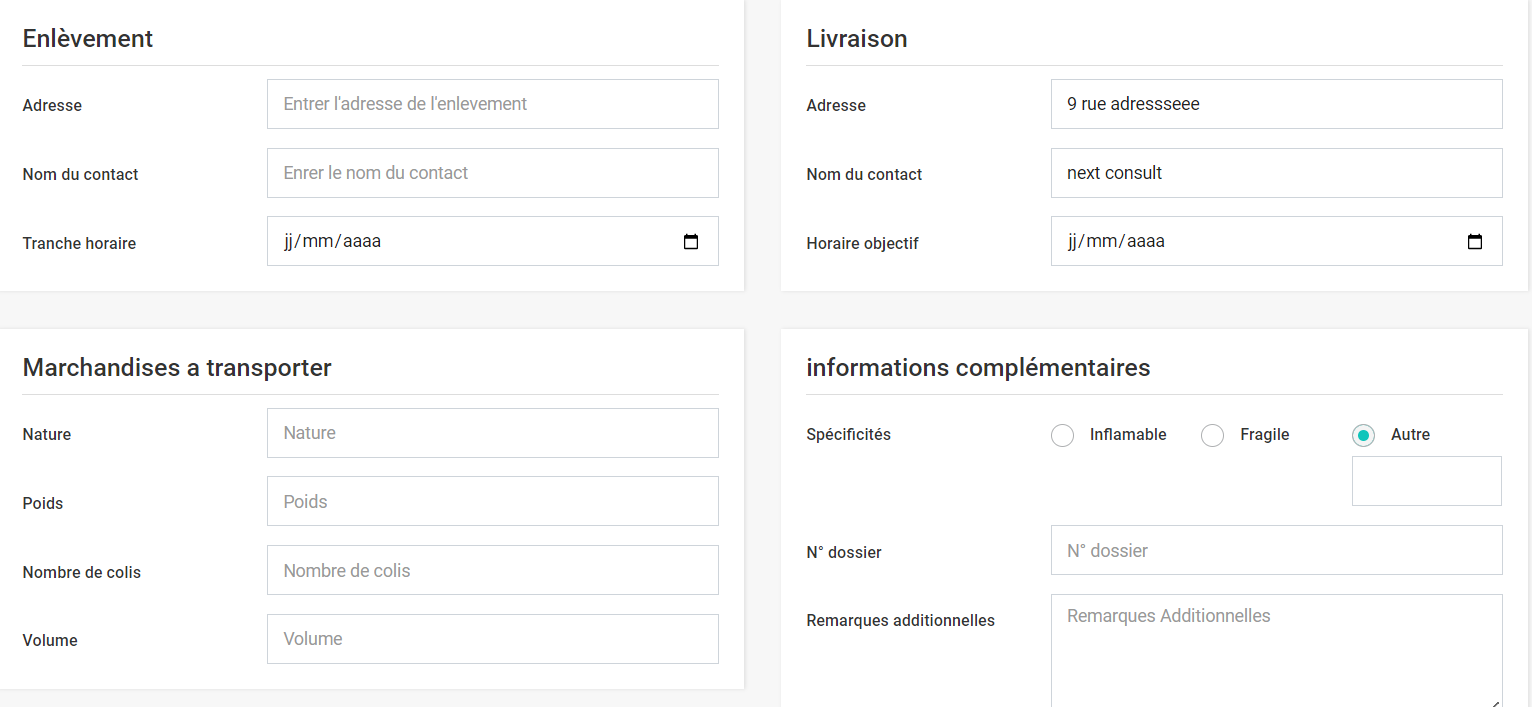 Enlèvement
Adresse
Entrer l'adresse de l'enlevement
Nom du contact
Enrer le nom du contact
Tranche horaire
jj/mm/aaaa
Livraison
Adresse
9 rue adressseee
Nom du contact
next consult
Horaire objectif
jj/mm/aaaa
Marchandises a transporter
Nature
Nature
Poids
Poids
Nombre de colis
Nombre de colis
Volume
Volume
informations complémentaires
Spécificités
Inflamable
Fragile
Autre
N° dossier
N° dossier
Remarques additionnelles
Remarques Additionnelles